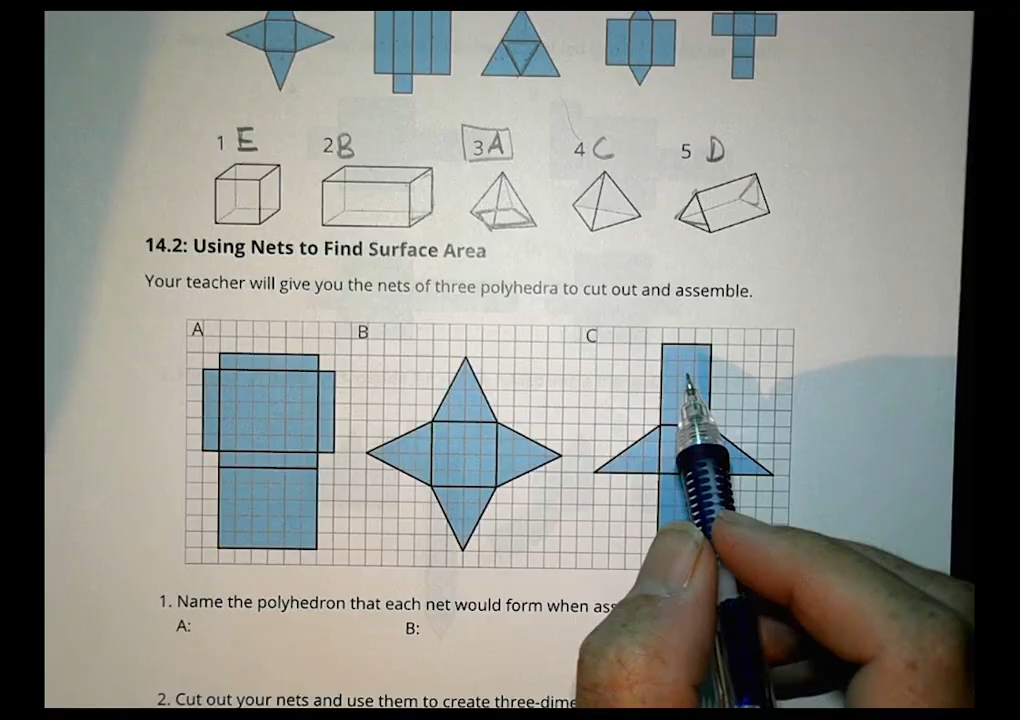 1 E 2 B 3 A 4 C 5 D
14.2: Using Nets to Find Surface Area
Your teacher will give you the nets of three polyhedra to cut out and assemble.
A B C
1. Name the polyhedron that each net would form when as
A: B:
2. Cut out your nets and use them to create three-dime